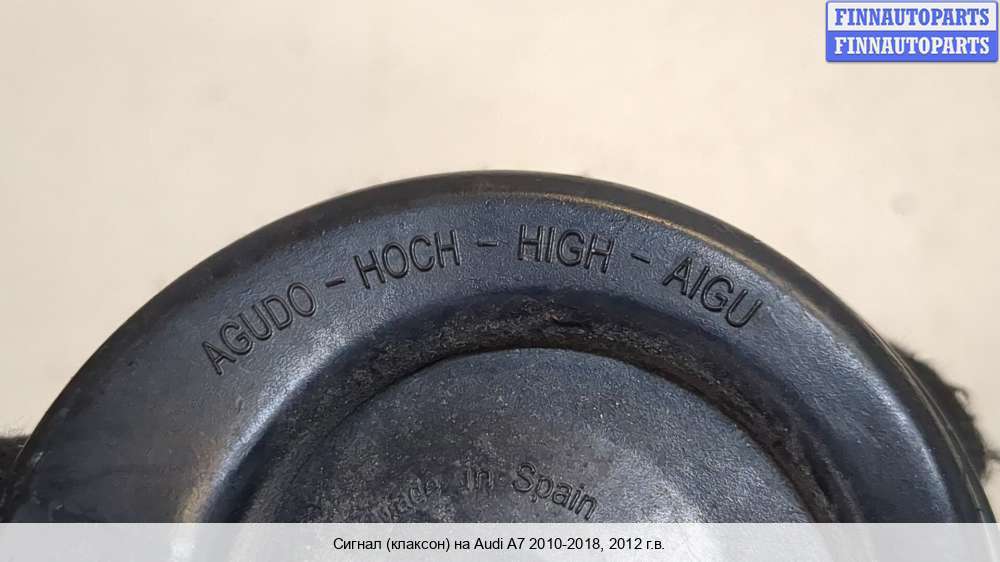 FINNAUTOPARTS
FINNAUTOPARTS
AGUDO - HOCH - HIGH - AIGU
Made In Spain
Сигнал (клаксон) на Audi A7 2010-2018, 2012 г.в.